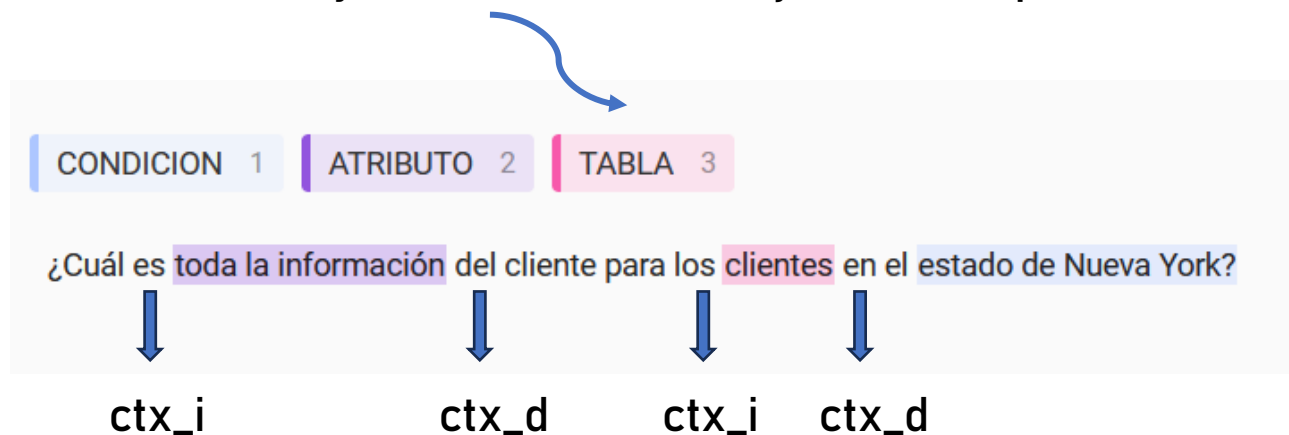 CONDICION 1 ATRIBUTO 2 TABLA 3
¿Cuál es toda la información del cliente para los clientes en el estado de Nueva York?
ctx_i ctx_d ctx_i ctx_d